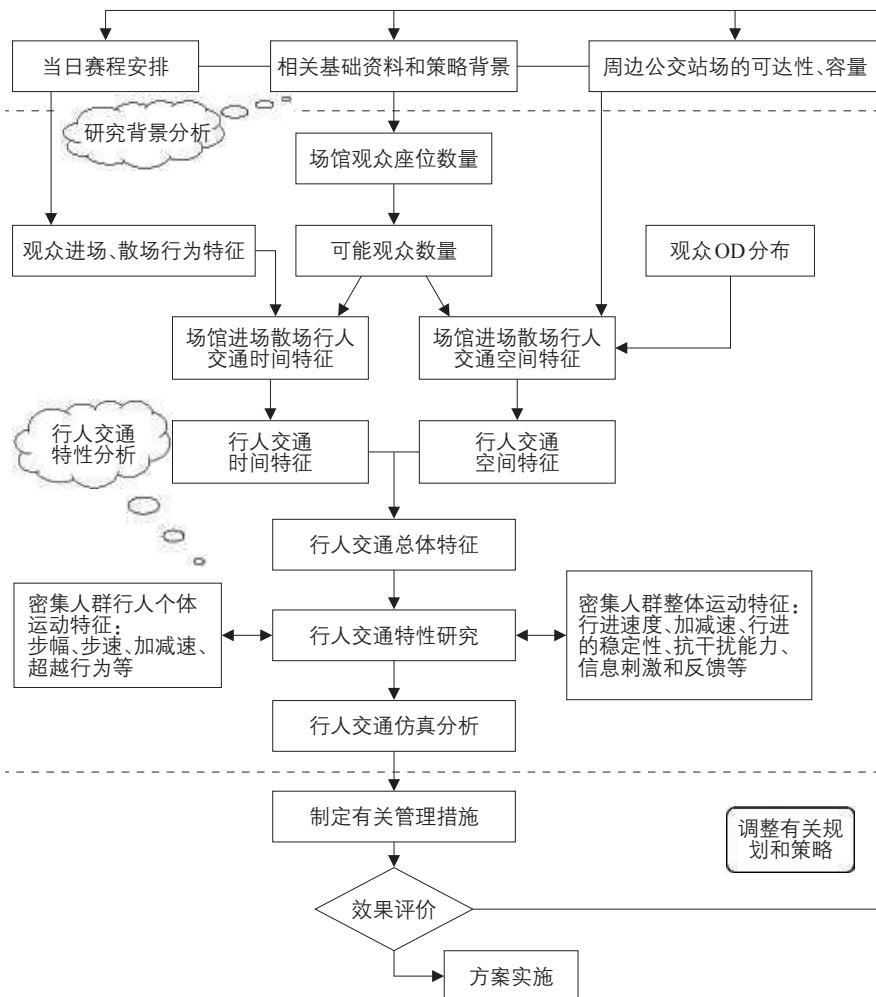 当日赛程安排
相关基础资料和策略背景
周边公交站场的可达性、容量
研究背景分析
场馆观众座位数量
观众进场、散场行为特征
可能观众数量
观众OD分布
场馆进场散场行人
交通时间特征
场馆进场散场行人
交通空间特征
行人交通
特性分析
行人交通
时间特征
行人交通
空间特征
行人交通总体特征
密集人群行人个体
运动特征：
步幅、步速、加减速、
超越行为等
行人交通特性研究
密集人群整体运动特征：
行进速度、加减速、行进
的稳定性、抗干扰能力、
信息刺激和反馈等
行人交通仿真分析
制定有关管理措施
调整有关规
划和策略
效果评价
方案实施